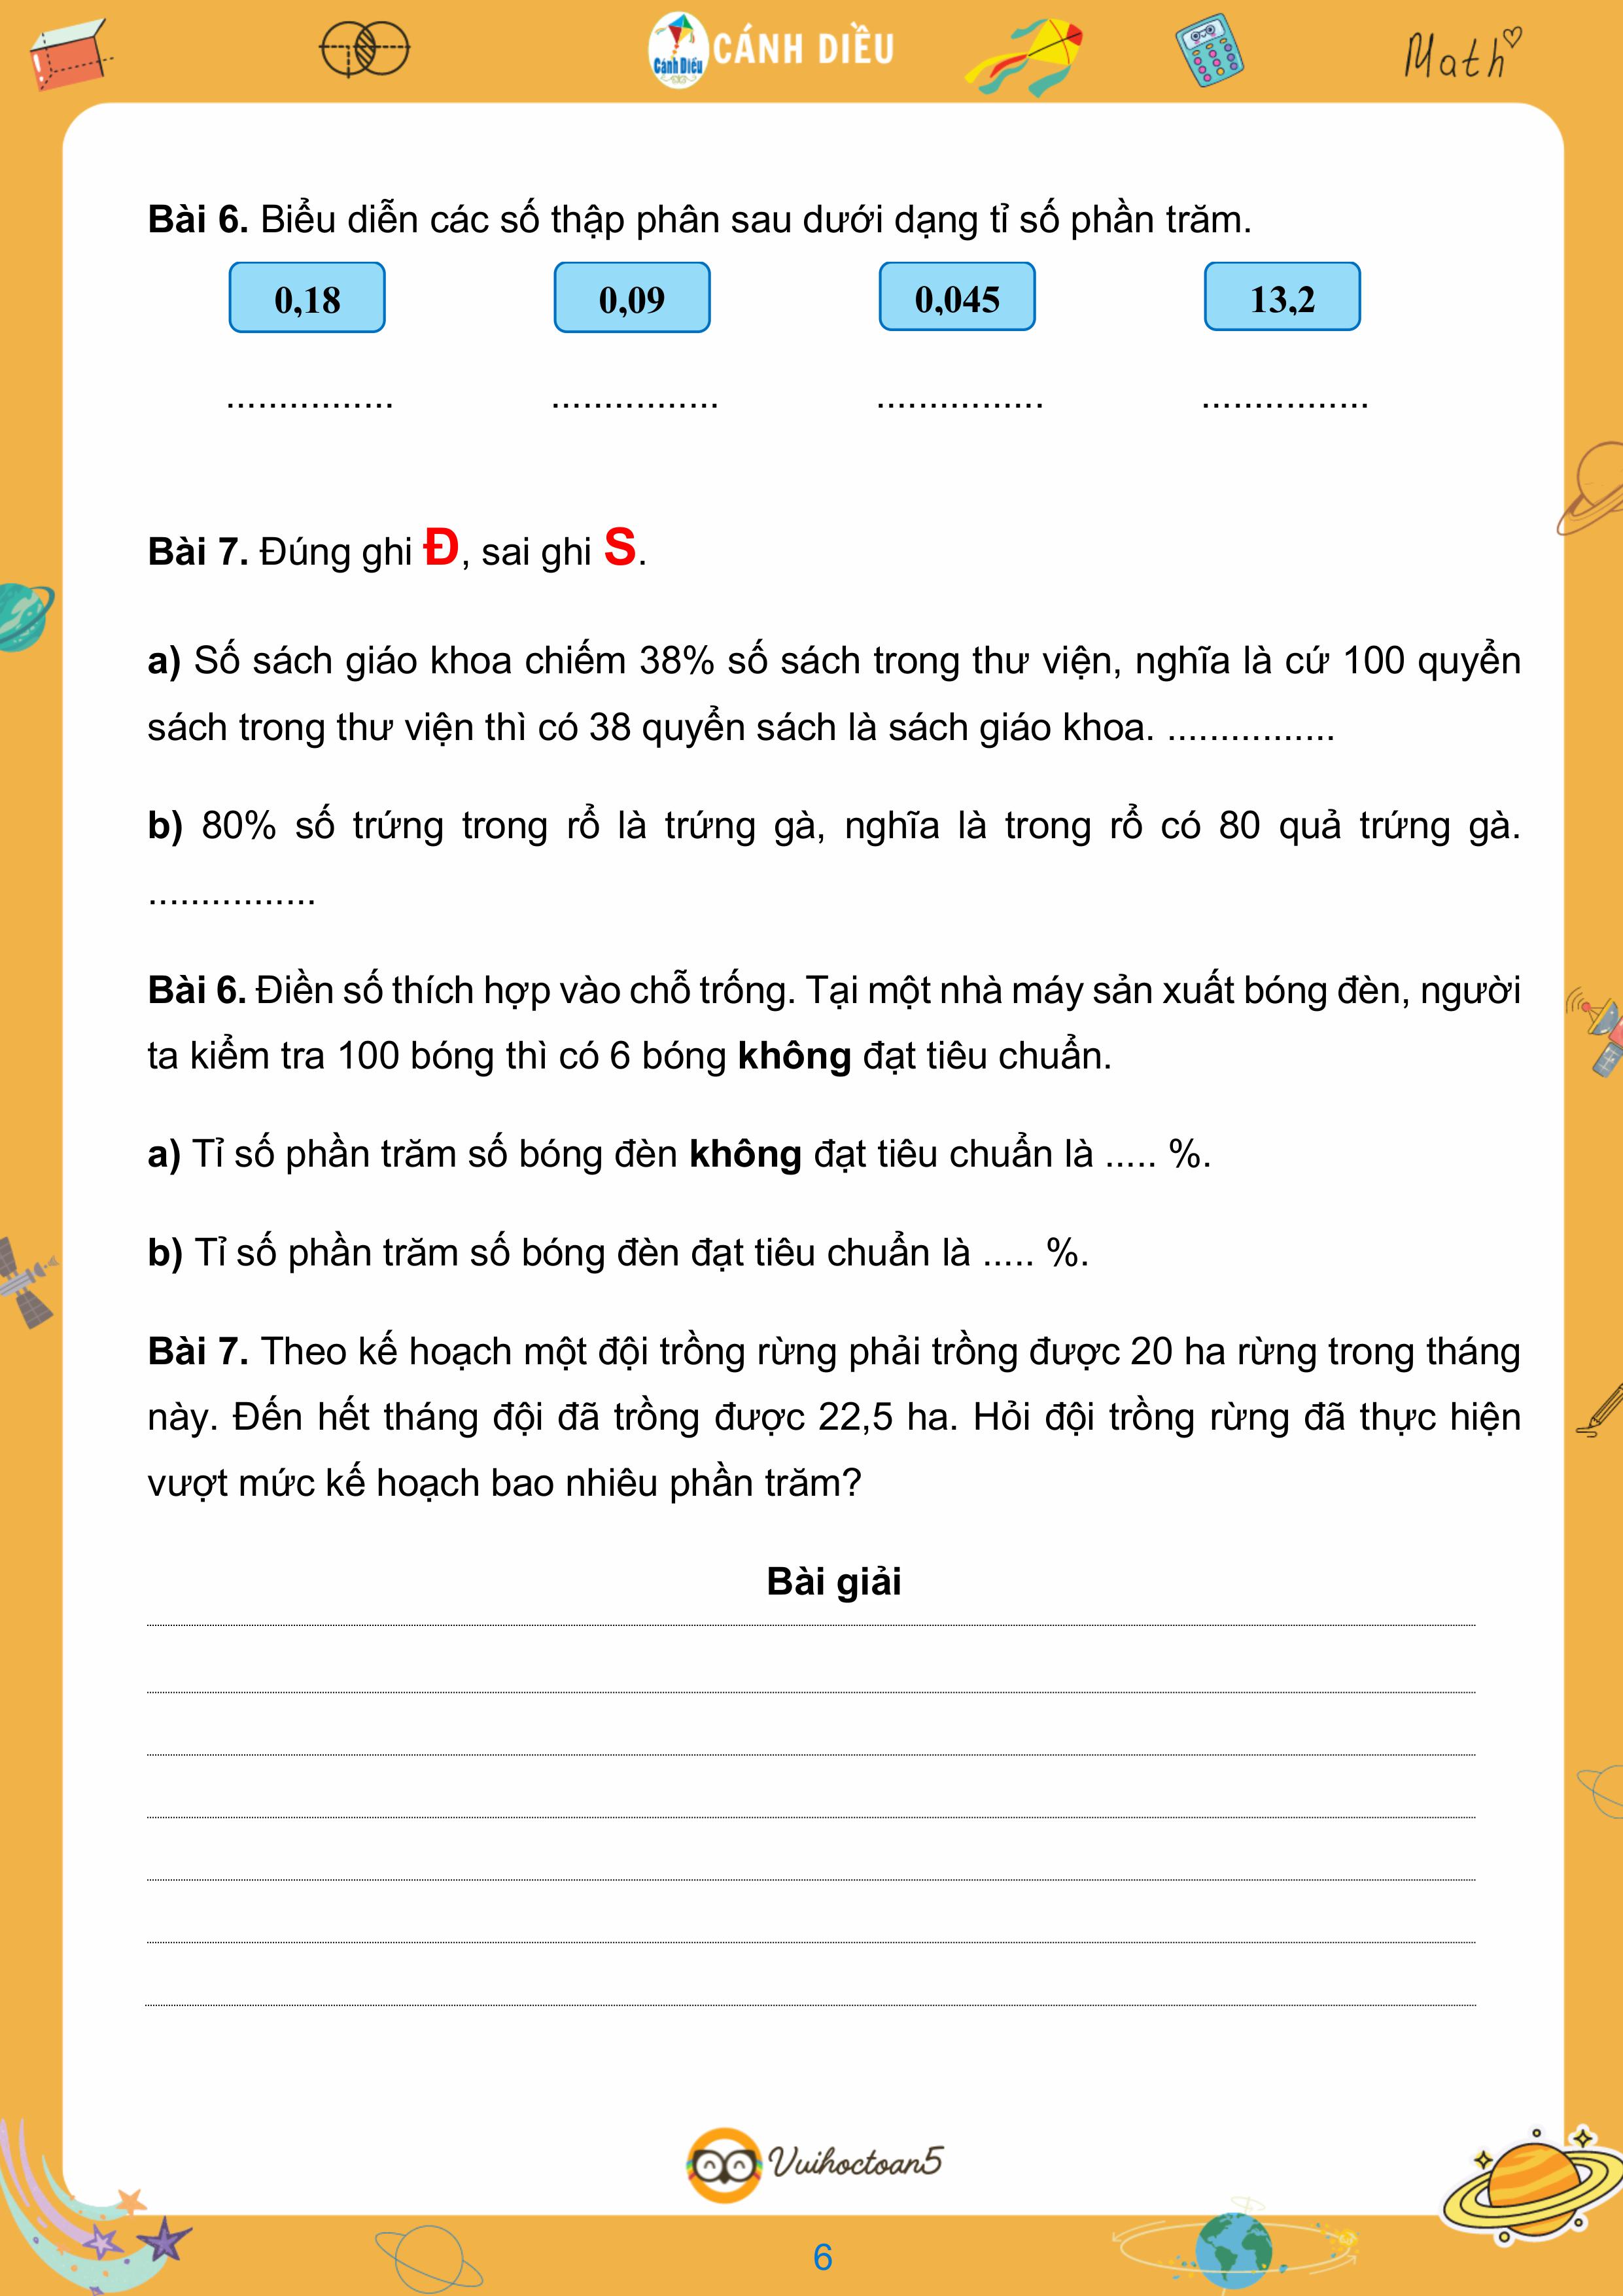 Cánh Diều CÁNH DIỀU
Math
Bài 6. Biểu diễn các số thập phân sau dưới dạng tỉ số phần trăm.
0,18 0,09 0,045 13,2
................ ................ ................ ................
Bài 7. Đúng ghi Đ, sai ghi S.
a) Số sách giáo khoa chiếm 38% số sách trong thư viện, nghĩa là cứ 100 quyển
sách trong thư viện thì có 38 quyển sách là sách giáo khoa. ................
b) 80% số trứng trong rổ là trứng gà, nghĩa là trong rổ có 80 quả trứng gà.
................
Bài 6. Điền số thích hợp vào chỗ trống. Tại một nhà máy sản xuất bóng đèn, người
ta kiểm tra 100 bóng thì có 6 bóng không đạt tiêu chuẩn.
a) Tỉ số phần trăm số bóng đèn không đạt tiêu chuẩn là ..... %.
b) Tỉ số phần trăm số bóng đèn đạt tiêu chuẩn là ..... %.
Bài 7. Theo kế hoạch một đội trồng rừng phải trồng được 20 ha rừng trong tháng
này. Đến hết tháng đội đã trồng được 22,5 ha. Hỏi đội trồng rừng đã thực hiện
vượt mức kế hoạch bao nhiêu phần trăm?
Bài giải
Vuihoctoan5
6